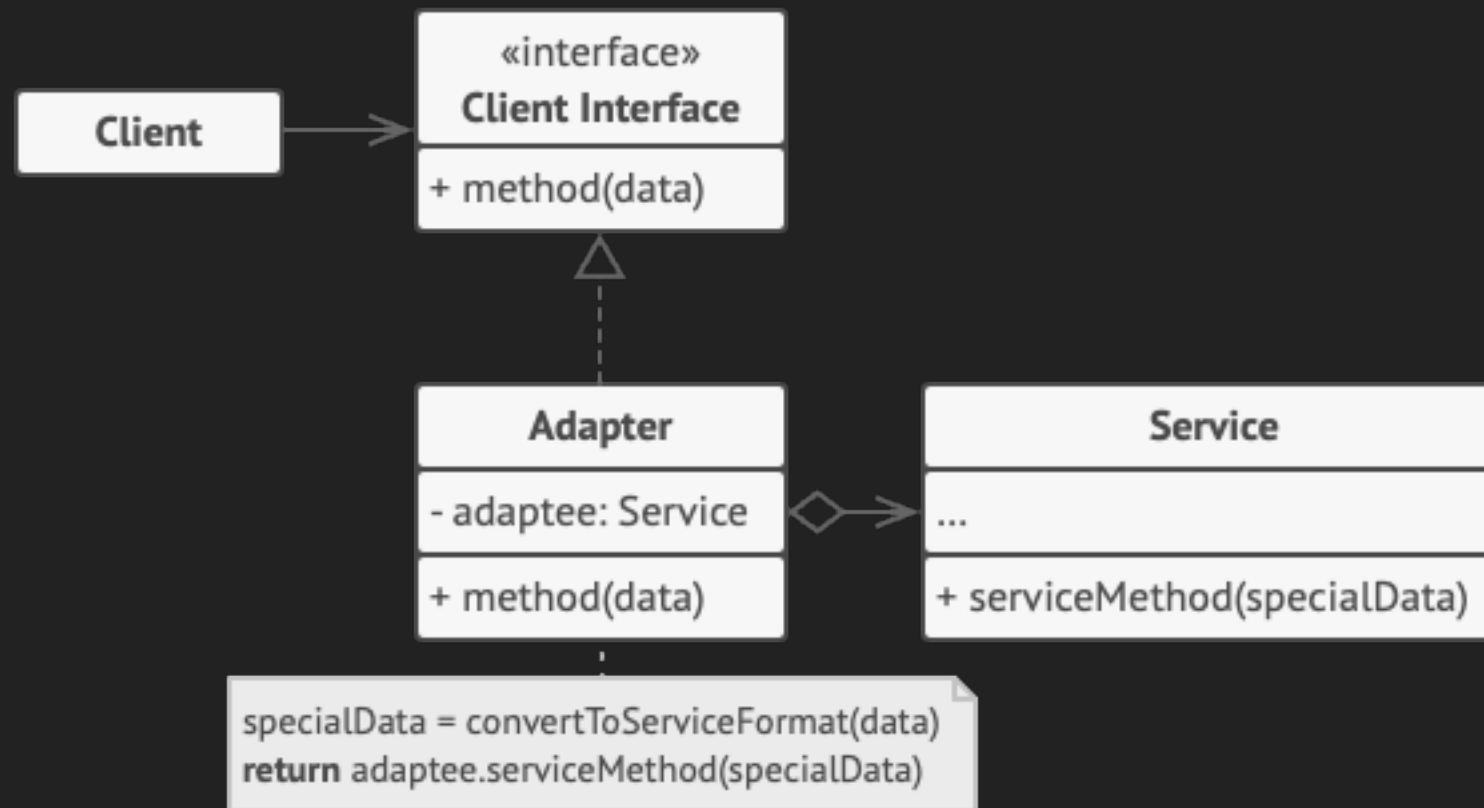 «interface»
Client Interface
Client
+ method(data)
Adapter
Service
- adaptee: Service
...
+ method(data)
+ serviceMethod(specialData)
specialData = convertToServiceFormat(data)
return adaptee.serviceMethod(specialData)